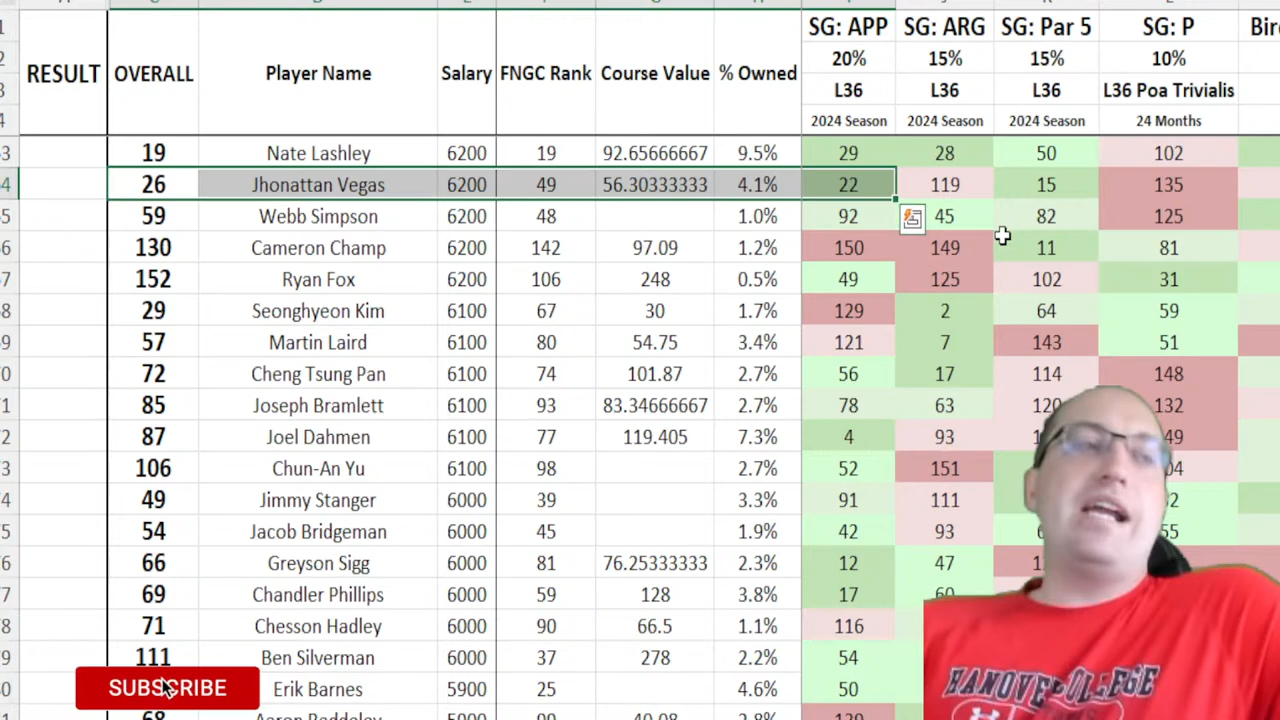 1 SG: APP SG: ARG SG: Par 5 SG: P
2 RESULT OVERALL Player Name Salary FNGC Rank Course Value % Owned 20% 15% 15% 10%
3 L36 L36 L36 L36 Poa Trivialis
4 2024 Season 2024 Season 2024 Season 24 Months
19 Nate Lashley 6200 19 92.65666667 9.5% 29 28 50 102
26 Jhonattan Vegas 6200 49 56.30333333 4.1% 22 119 15 135
59 Webb Simpson 6200 48 1.0% 92 45 82 125
130 Cameron Champ 6200 142 97.09 1.2% 150 149 11 81
152 Ryan Fox 6200 106 248 0.5% 49 125 102 31
29 Seonghyeon Kim 6100 67 30 1.7% 129 2 64 59
57 Martin Laird 6100 80 54.75 3.4% 121 7 143 51
72 Cheng Tsung Pan 6100 74 101.87 2.7% 56 17 114 148
85 Joseph Bramlett 6100 93 83.34666667 2.7% 78 63 120 132
87 Joel Dahmen 6100 77 119.405 7.3% 4 93
106 Chun-An Yu 6100 98 2.7% 52 151
49 Jimmy Stanger 6000 39 3.3% 91 111
54 Jacob Bridgeman 6000 45 1.9% 42 93
66 Greyson Sigg 6000 81 76.25333333 2.3% 12 47
69 Chandler Phillips 6000 59 128 3.8% 17 60
71 Chesson Hadley 6000 90 66.5 1.1% 116
111 Ben Silverman 6000 37 278 2.2% 54
SUBSCRIBE Erik Barnes 5900 25 4.6% 50
HANOVER COLLEGE